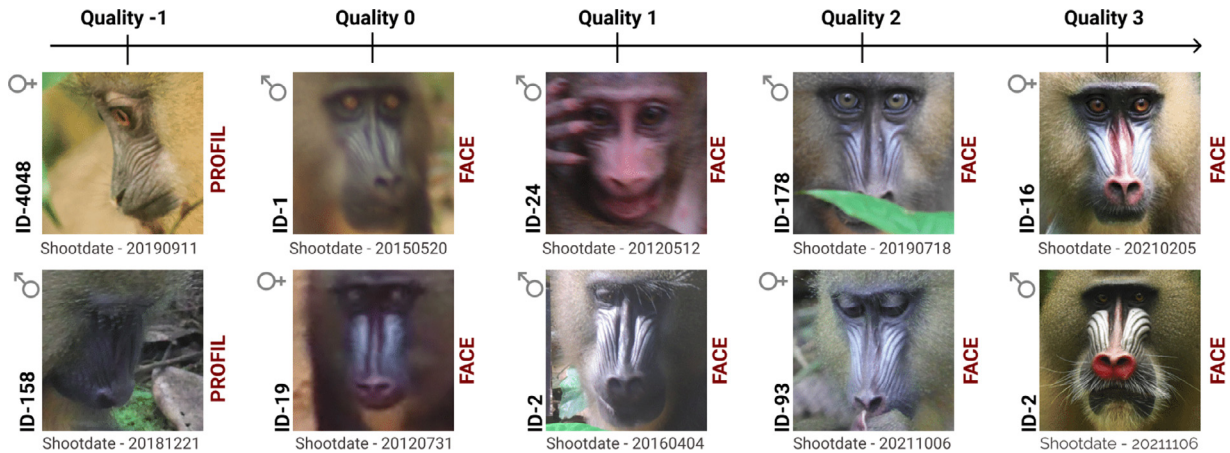 Quality -1 Quality 0 Quality 1 Quality 2 Quality 3
ID-4048 PROFIL ID-1 FACE ID-24 FACE ID-178 FACE ID-16 FACE
Shootdate - 20190911 Shootdate - 20150520 Shootdate - 20120512 Shootdate - 20190718 Shootdate - 20210205
ID-158 PROFIL ID-19 FACE ID-2 FACE ID-93 FACE ID-2 FACE
Shootdate - 20181221 Shootdate - 20120731 Shootdate - 20160404 Shootdate - 20211006 Shootdate - 20211106